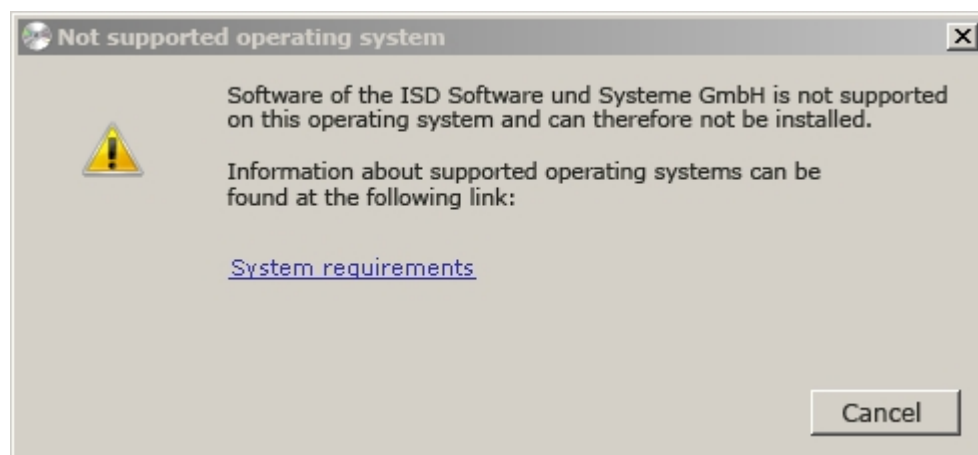 Not supported operating system
Software of the ISD Software und Systeme GmbH is not supported
on this operating system and can therefore not be installed.
Information about supported operating systems can be
found at the following link:
System requirements
Cancel